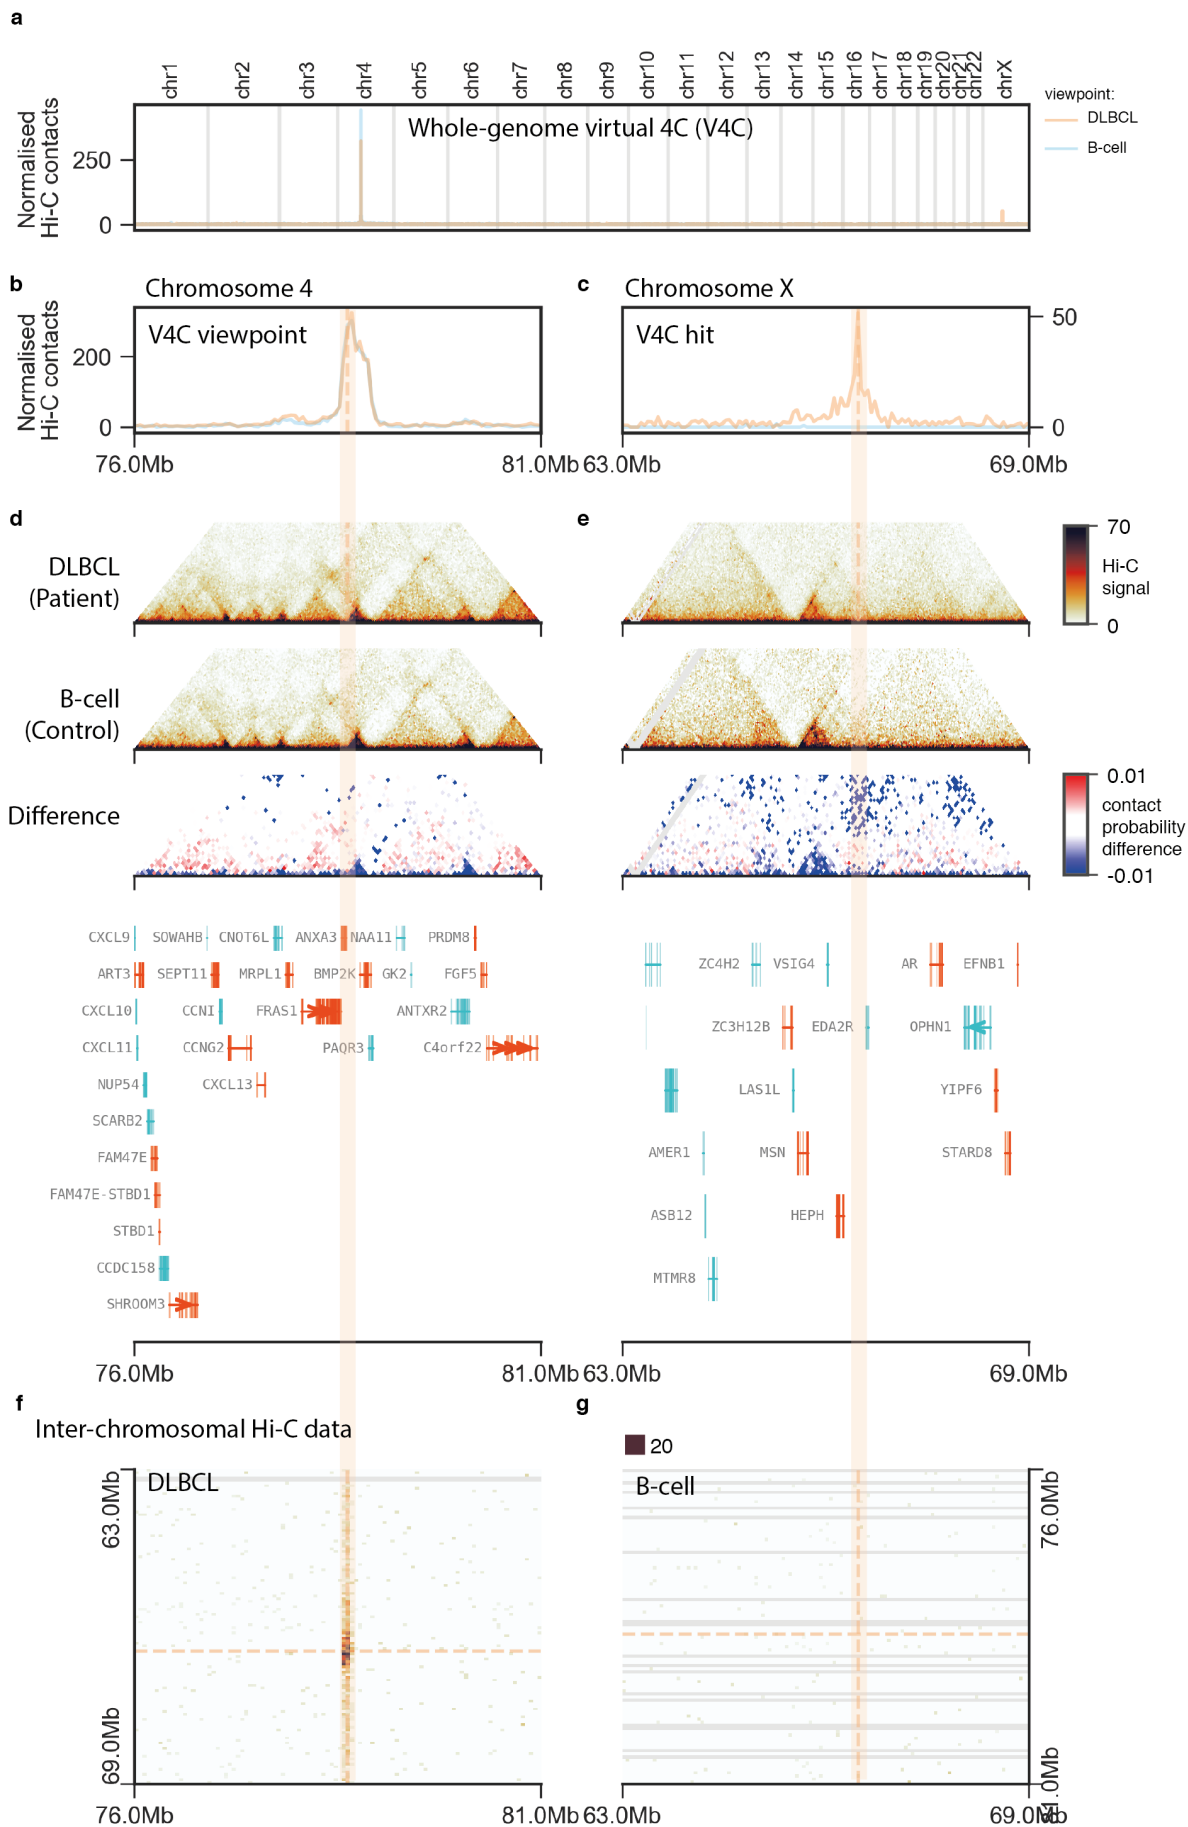 a
chr1 chr2 chr3 chr4 chr5 chr6 chr7 chr8 chr9 chr10 chr11 chr12 chr13 chr14 chr15 chr16 chr17 chr18 chr19 chr20 chr21 chr22 chrX
Whole-genome virtual 4C (V4C)
Normalised
Hi-C contacts
250
0
viewpoint:
DLBCL
B-cell
b
Chromosome 4
V4C viewpoint
Normalised
Hi-C contacts
200
0
76.0Mb
81.0Mb
c
Chromosome X
V4C hit
50
0
63.0Mb
69.0Mb
d
e
DLBCL
(Patient)
70
Hi-C
signal
0
B-cell
(Control)
Difference
0.01
contact
probability
difference
-0.01
CXCL9 SOWAHB CNOT6L ANXA3 NAA11 PRDM8
ART3 SEPT11 MRPL1 BMP2K GK2 FGF5
CXCL10 CCNI FRAS1 ANTXR2
CXCL11 CCNG2 PAQR3 C4orf22
NUP54 CXCL13
SCARB2
FAM47E
FAM47E-STBD1
STBD1
CCDC158
SHROOM3
76.0Mb
81.0Mb
ZC4H2 VSIG4 AR EFNB1
ZC3H12B EDA2R OPHN1
LAS1L YIPF6
AMER1 MSN STARD8
ASB12 HEPH
MTMR8
63.0Mb
69.0Mb
f
Inter-chromosomal Hi-C data
DLBCL
63.0Mb
69.0Mb
76.0Mb
81.0Mb
g
20
B-cell
76.0Mb
81.0Mb
63.0Mb
69.0Mb